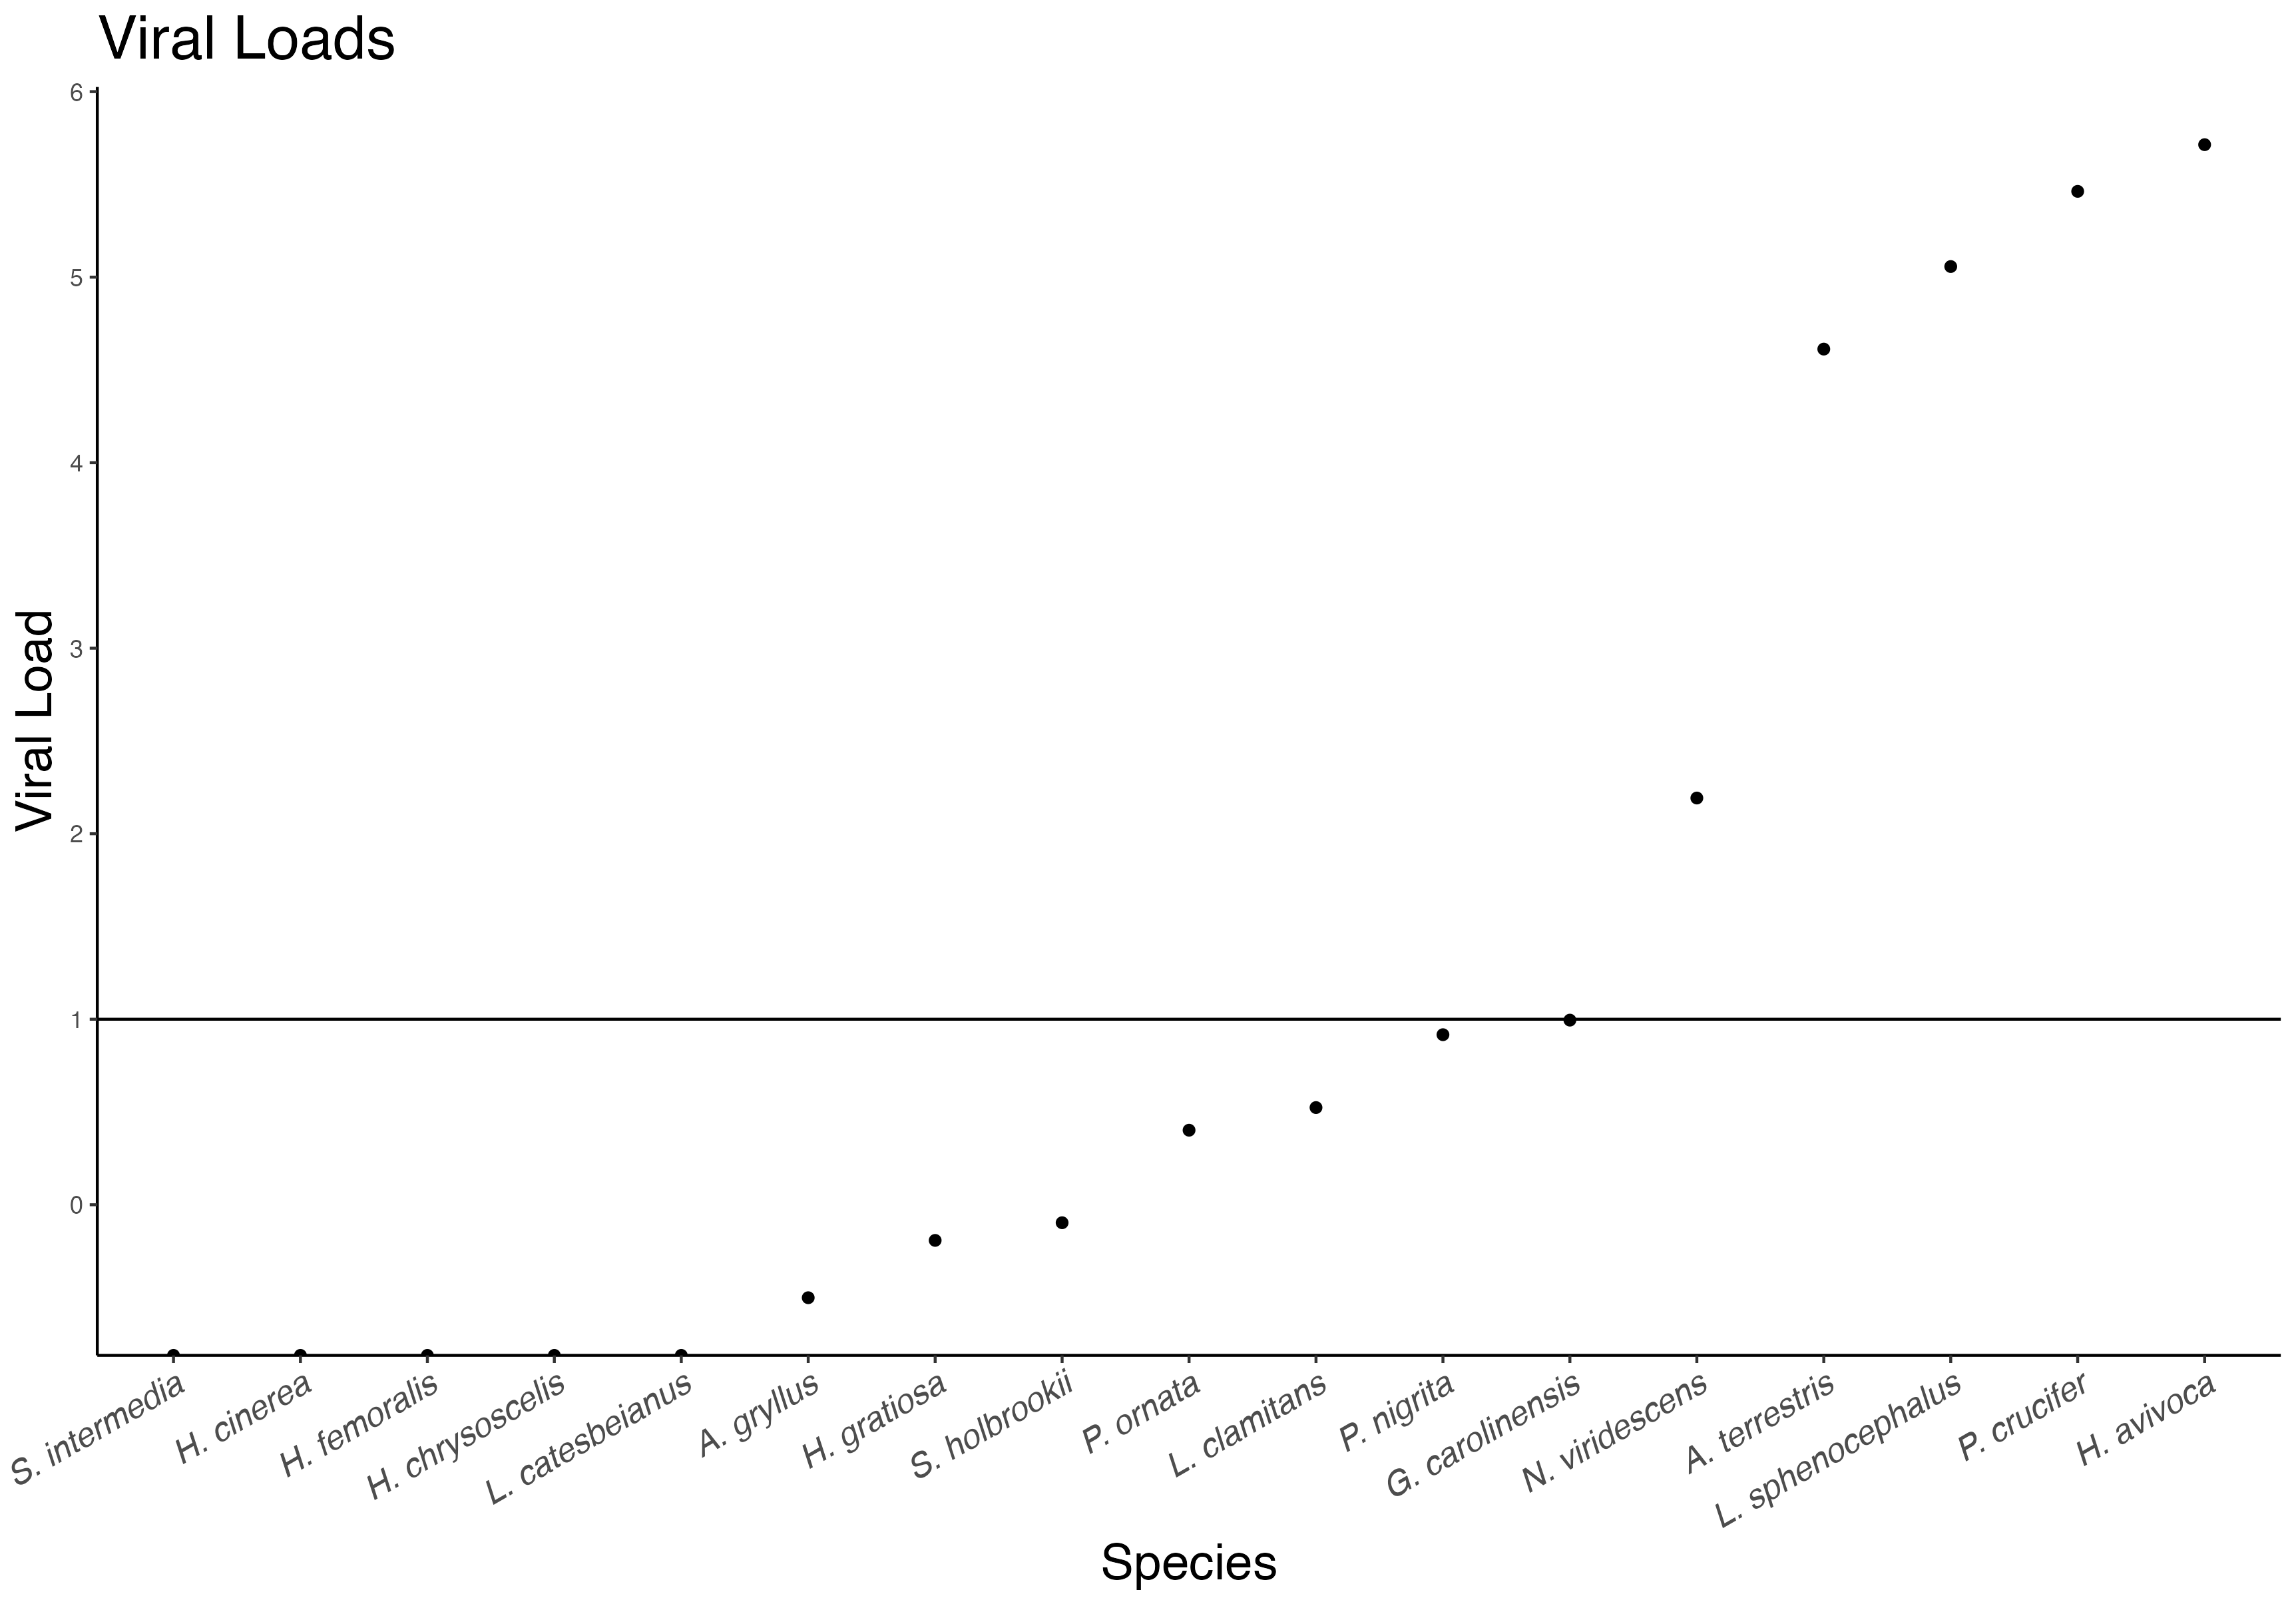 Viral Loads
6
5
4
3
2
1
0
Viral Load
S. intermedia
H. cinerea
H. femoralis
H. chrysoscelis
L. catesbeianus
A. gryllus
H. gratiosa
S. holbrookii
P. ornata
L. clamitans
P. nigrita
G. carolinensis
N. viridescens
A. terrestris
L. sphenocephalus
P. crucifer
H. avivoca
Species